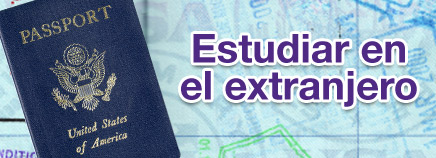 PASSPORT
United States
of America
Estudiar en
el extranjero